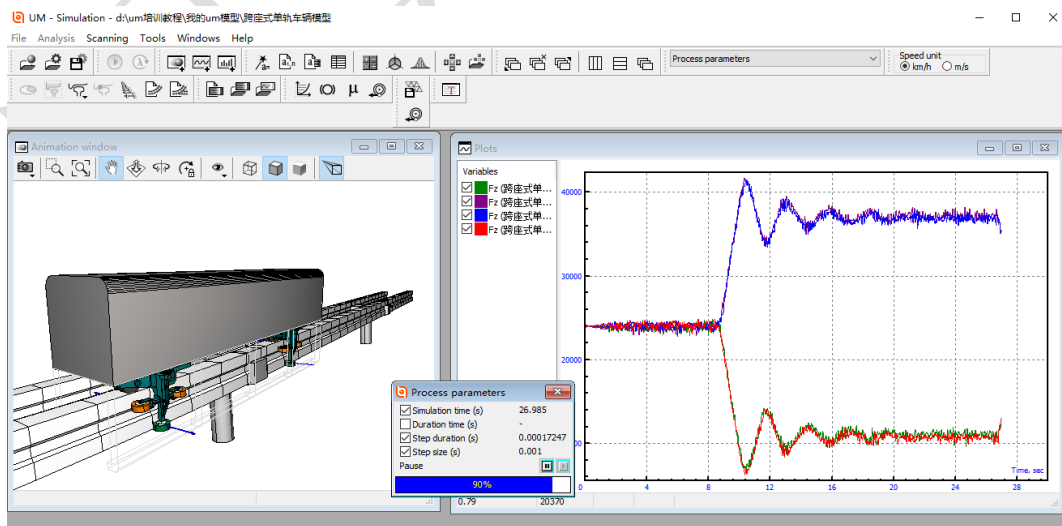 UM - Simulation - d:\um培训教程\我的um模型\跨座式单轨车辆模型
File Analysis Scanning Tools Windows Help
Process parameters
Speed unit
km/h m/s
Animation window
Plots
Variables
Fz (跨座式单...
Fz (跨座式单...
Fz (跨座式单...
Fz (跨座式单...
40000
30000
20000
0 4 8 12 16 20 24 28
Time, sec
Process parameters
Simulation time (s) 26.985
Duration time (s) -
Step duration (s) 0.00017247
Step size (s) 0.001
Pause
90%
0.79 20370